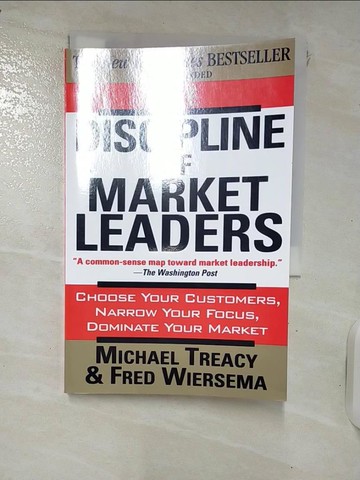 BESTSELLER
DISCIPLINE
OF
MARKET
LEADERS
"A common-sense map toward market leadership."
—The Washington Post
CHOOSE YOUR CUSTOMERS,
NARROW YOUR FOCUS,
DOMINATE YOUR MARKET
MICHAEL TREACY
& FRED WIERSEMA